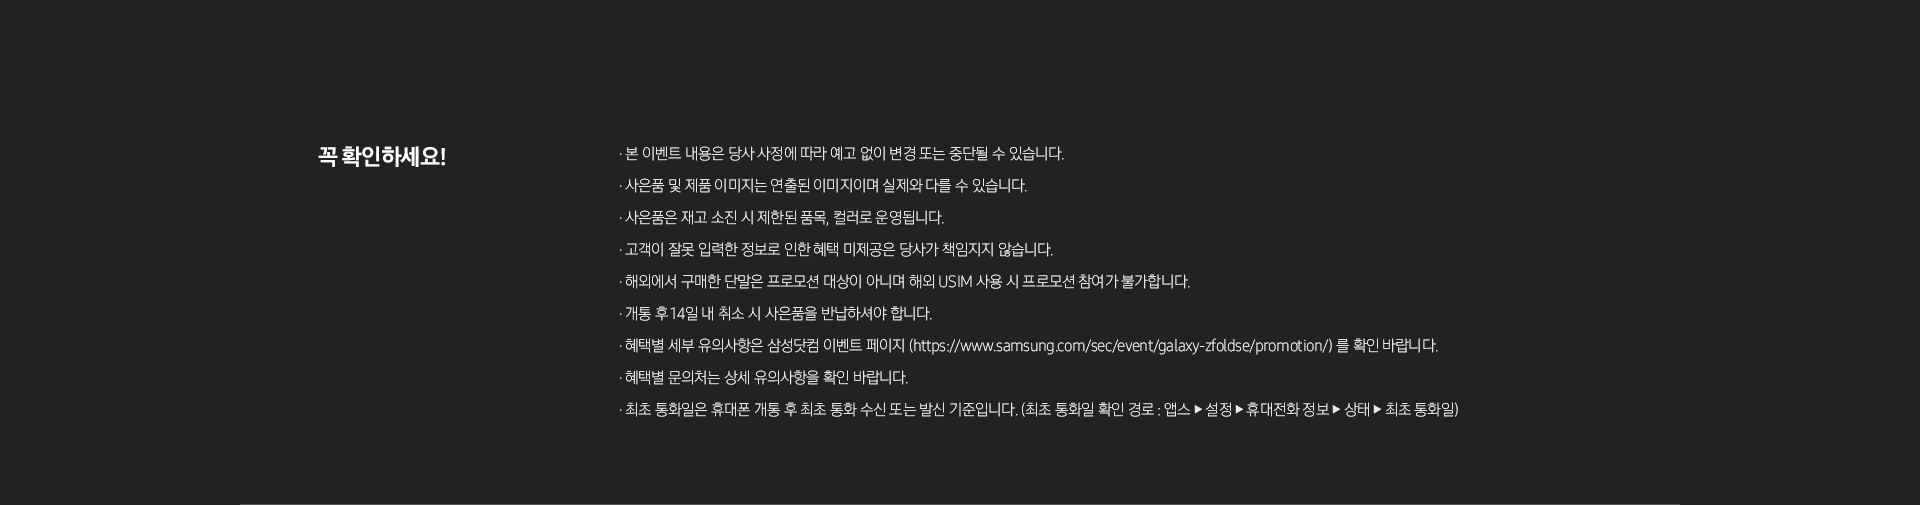 꼭 확인하세요!
· 본 이벤트 내용은 당사 사정에 따라 예고 없이 변경 또는 중단될 수 있습니다.
· 사은품 및 제품 이미지는 연출된 이미지이며 실제와 다를 수 있습니다.
· 사은품은 재고 소진 시 제한된 품목, 컬러로 운영됩니다.
· 고객이 잘못 입력한 정보로 인한 혜택 미제공은 당사가 책임지지 않습니다.
· 해외에서 구매한 단말은 프로모션 대상이 아니며 해외 USIM 사용 시 프로모션 참여가 불가합니다.
· 개통 후 14일 내 취소 시 사은품을 반납하셔야 합니다.
· 혜택별 세부 유의사항은 삼성닷컴 이벤트 페이지 (https://www.samsung.com/sec/event/galaxy-zfoldse/promotion/) 를 확인 바랍니다.
· 혜택별 문의처는 상세 유의사항을 확인 바랍니다.
· 최초 통화일은 휴대폰 개통 후 최초 통화 수신 또는 발신 기준입니다. (최초 통화일 확인 경로 : 앱스 ▶ 설정 ▶ 휴대전화 정보 ▶ 상태 ▶ 최초 통화일)